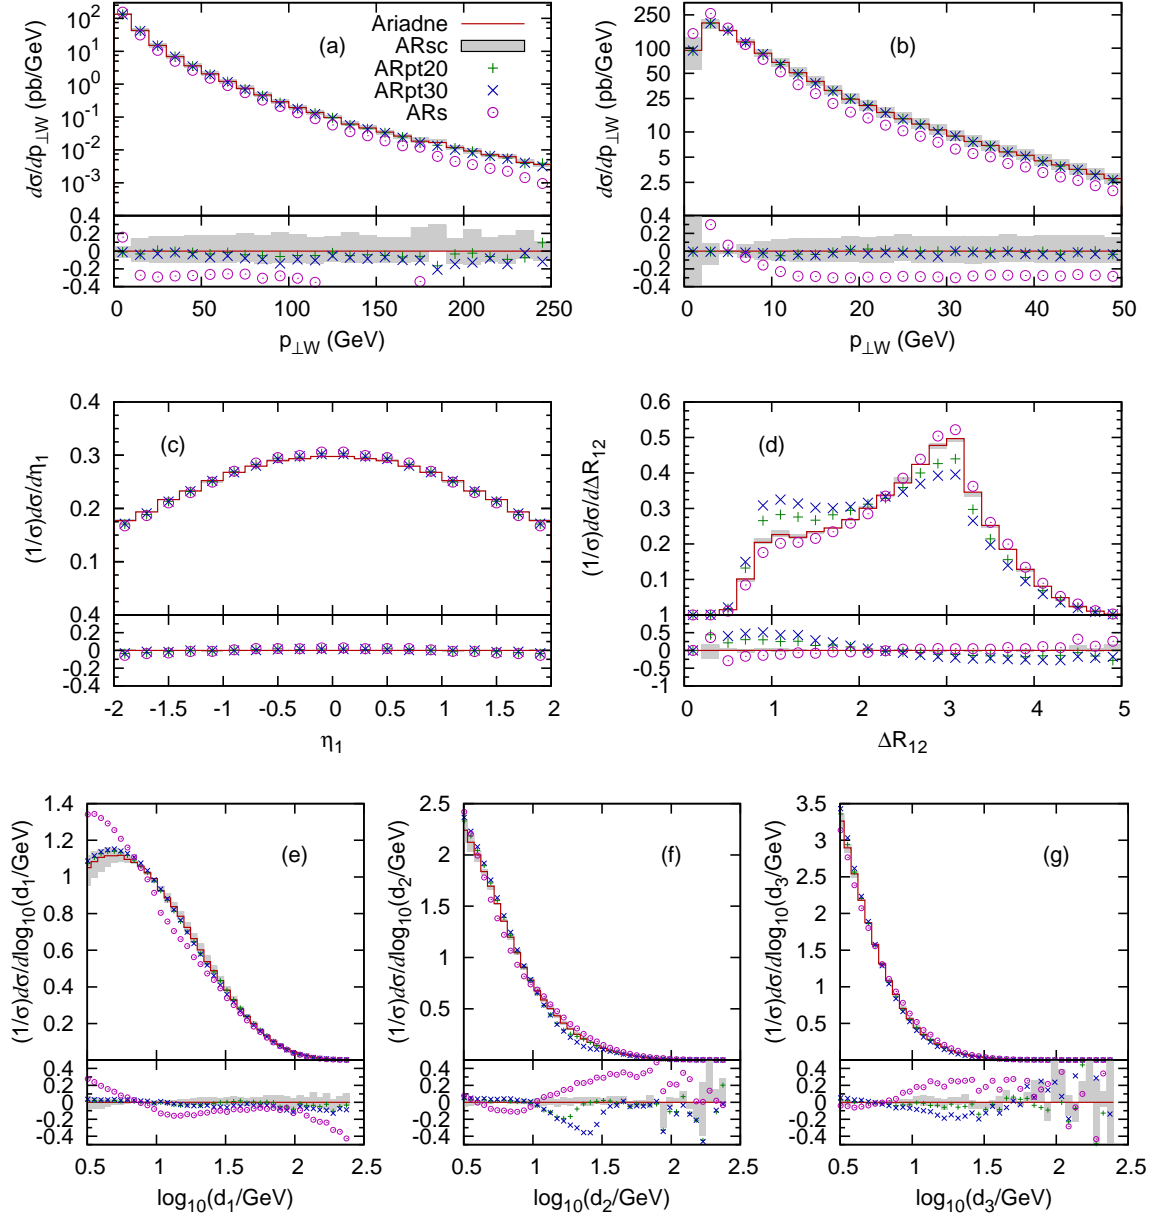 Ariadne
ARsc
ARpt20
ARpt30
ARs
(a)
dσ/dp⊥W (pb/GeV)
10²
10¹
10⁰
10⁻¹
10⁻²
10⁻³
0.4
0.2
0
-0.2
-0.4
0 50 100 150 200 250
p⊥W (GeV)
(b)
dσ/dp⊥W (pb/GeV)
250
100
50
25
10
5
2.5
0.4
0.2
0
-0.2
-0.4
0 10 20 30 40 50
p⊥W (GeV)
(c)
(1/σ)dσ/dη₁
0.4
0.3
0.2
0.1
0.4
0.2
0
-0.2
-0.4
-2 -1.5 -1 -0.5 0 0.5 1 1.5 2
η₁
(d)
(1/σ)dσ/dΔR₁₂
0.6
0.5
0.4
0.3
0.2
0.1
1
0.5
0
-0.5
-1
0 1 2 3 4 5
ΔR₁₂
(e)
(1/σ)dσ/dlog₁₀(d₁/GeV)
1.4
1.2
1.0
0.8
0.6
0.4
0.2
0.4
0.2
0
-0.2
-0.4
0.5 1 1.5 2 2.5
log₁₀(d₁/GeV)
(f)
(1/σ)dσ/dlog₁₀(d₂/GeV)
2.5
2
1.5
1
0.5
0.4
0.2
0
-0.2
-0.4
0.5 1 1.5 2 2.5
log₁₀(d₂/GeV)
(g)
(1/σ)dσ/dlog₁₀(d₃/GeV)
3.5
3
2.5
2
1.5
1
0.5
0.4
0.2
0
-0.2
-0.4
0.5 1 1.5 2 2.5
log₁₀(d₃/GeV)